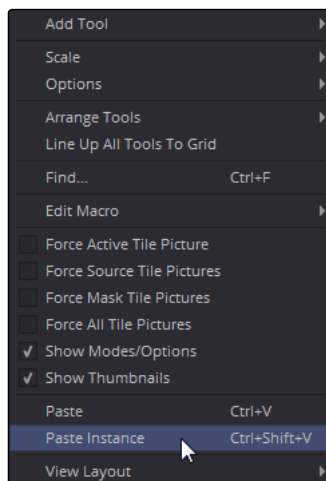 Add Tool
Scale
Options
Arrange Tools
Line Up All Tools To Grid
Find... Ctrl+F
Edit Macro
Force Active Tile Picture
Force Source Tile Pictures
Force Mask Tile Pictures
Force All Tile Pictures
Show Modes/Options
Show Thumbnails
Paste Ctrl+V
Paste Instance Ctrl+Shift+V
View Layout